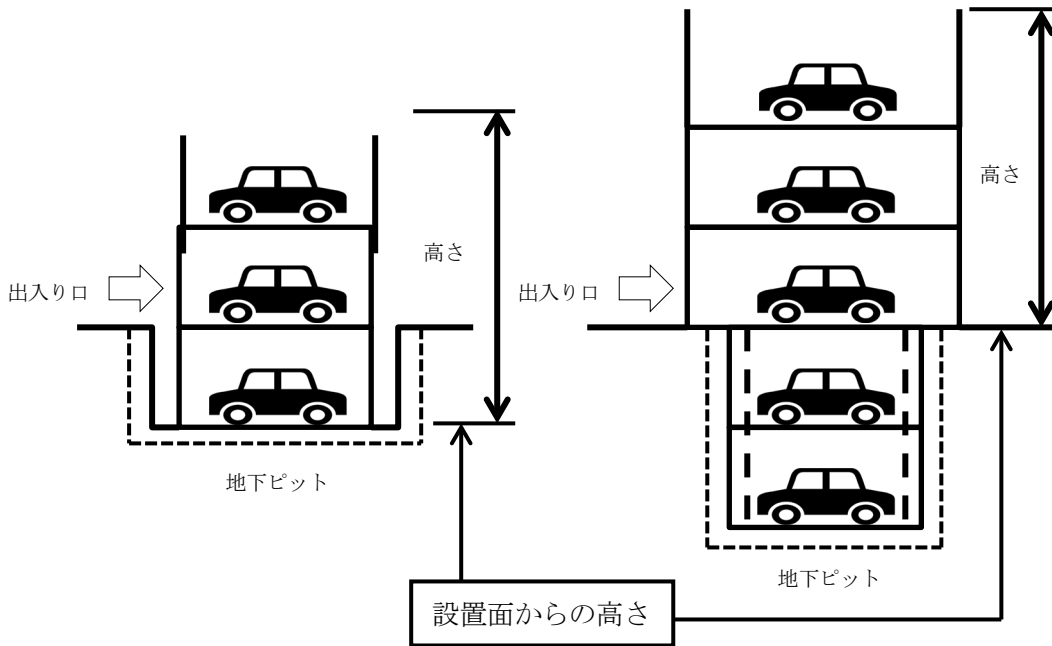 高さ
高さ
出入り口
出入り口
地下ピット
地下ピット
設置面からの高さ